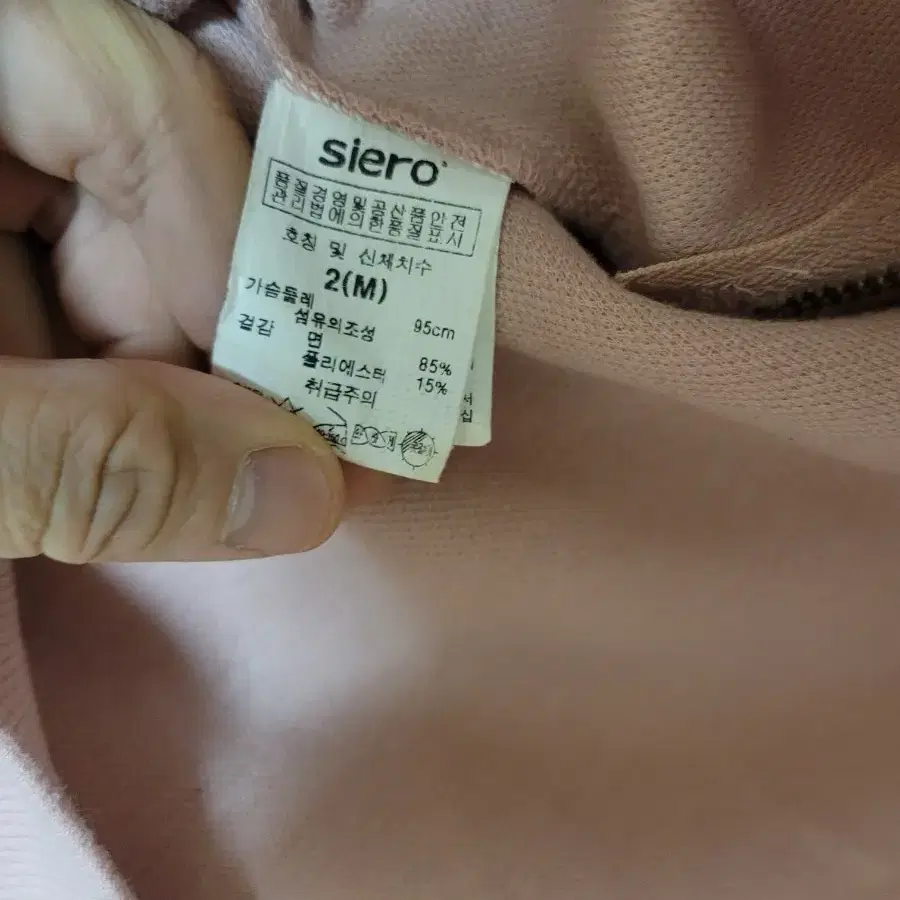 siero
품질경영및공산품안전
관리법에의한품질표시
호칭 및 신체치수
2(M)
가슴둘레 95cm
겉감 섬유의조성
면 85%
폴리에스터 15%
취급주의
서
십